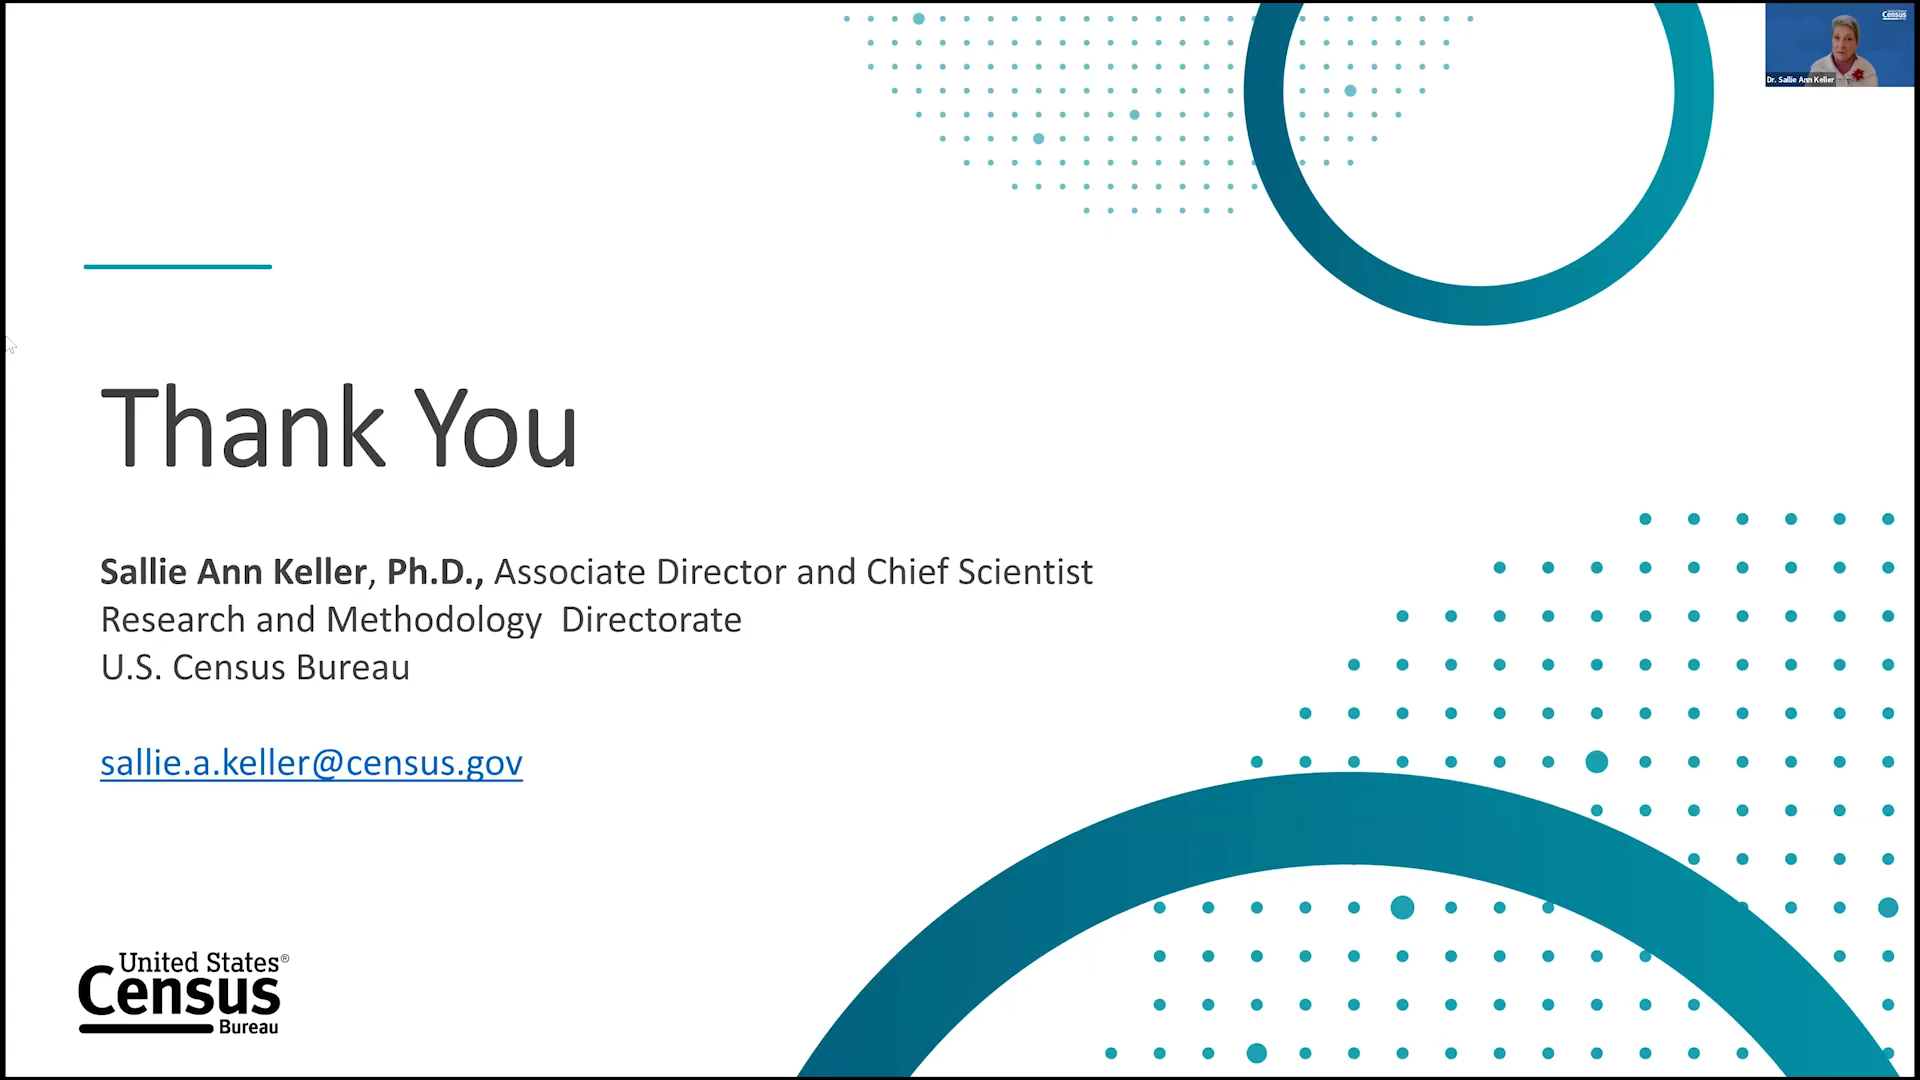 Census
Dr. Sallie Ann Keller
Thank You
Sallie Ann Keller, Ph.D., Associate Director and Chief Scientist
Research and Methodology  Directorate
U.S. Census Bureau
sallie.a.keller@census.gov
United States®
Census
Bureau